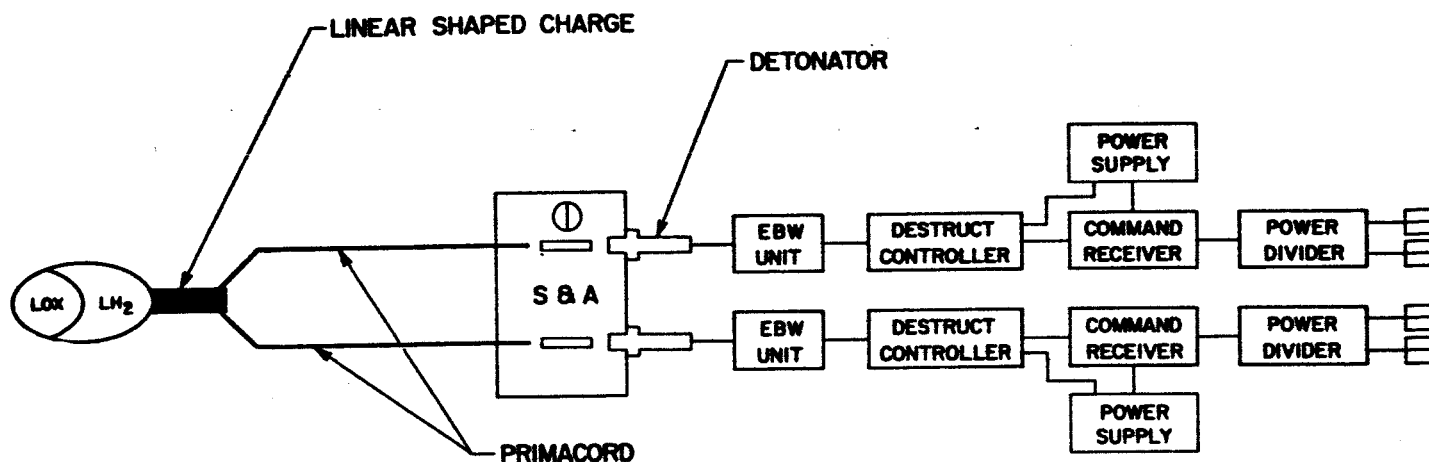 LINEAR SHAPED CHARGE
DETONATOR
POWER
SUPPLY
EBW
UNIT
DESTRUCT
CONTROLLER
COMMAND
RECEIVER
POWER
DIVIDER
LOX
LH₂
S & A
EBW
UNIT
DESTRUCT
CONTROLLER
COMMAND
RECEIVER
POWER
DIVIDER
POWER
SUPPLY
PRIMACORD